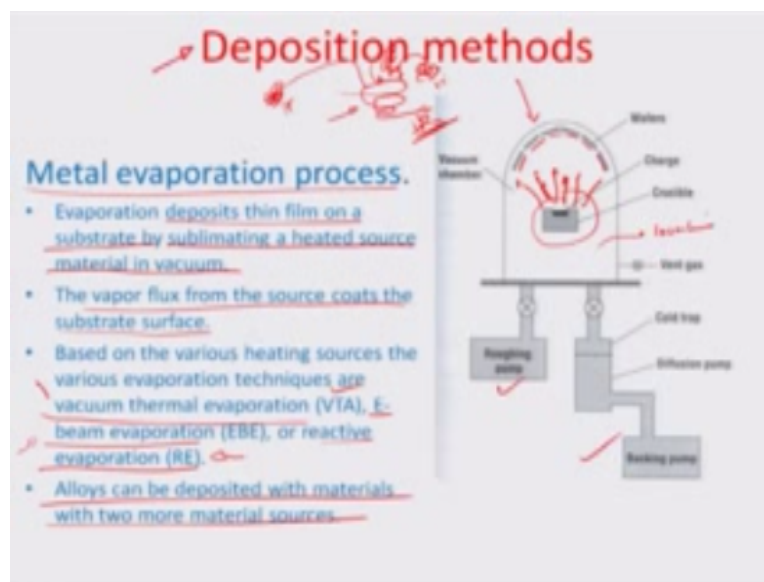 Deposition methods
Metal evaporation process.
• Evaporation deposits thin film on a
substrate by sublimating a heated source
material in vacuum.
• The vapor flux from the source coats the
substrate surface.
• Based on the various heating sources the
various evaporation techniques are
vacuum thermal evaporation (VTA), E-
beam evaporation (EBE), or reactive
evaporation (RE).
• Alloys can be deposited with materials
with two more material sources.
Wafers
Vacuum
chamber
Charge
Crucible
Vent gas
Cold trap
Roughing
pump
Diffusion pump
Backing pump